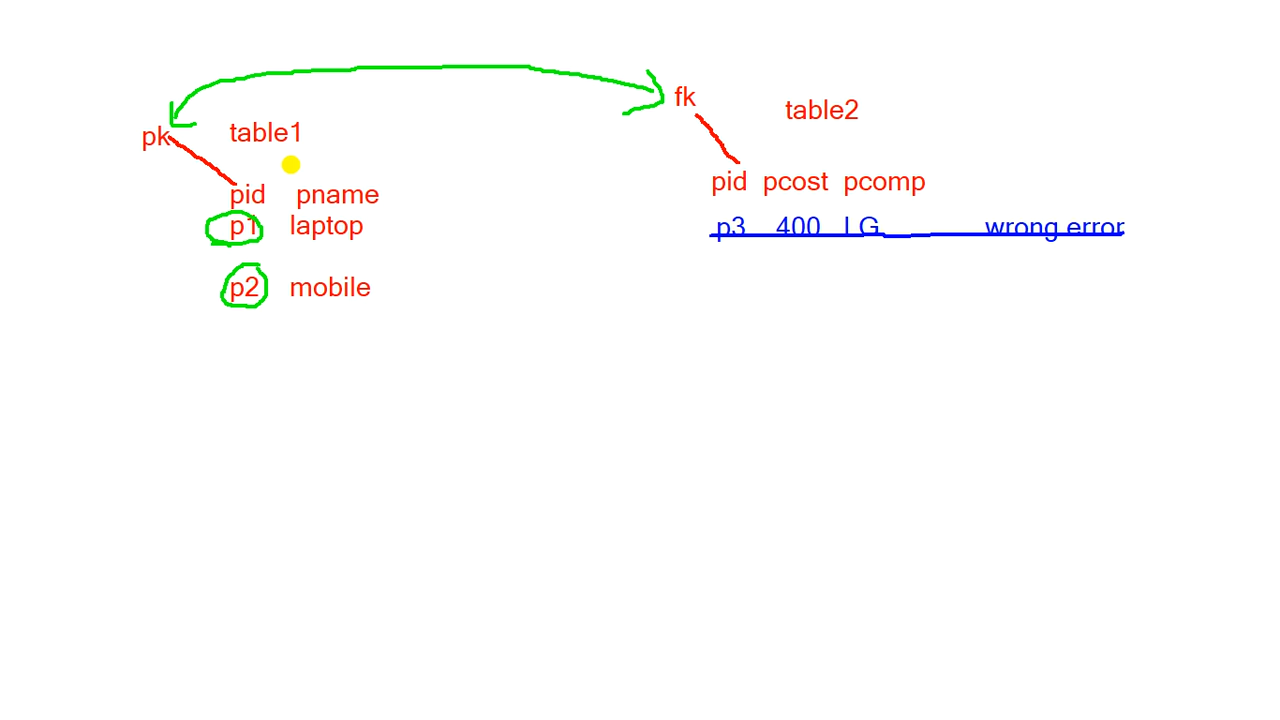 fk
table2
pk table1
pid pcost pcomp
pid pname
p1 laptop
p3 400 LG wrong error
p2 mobile